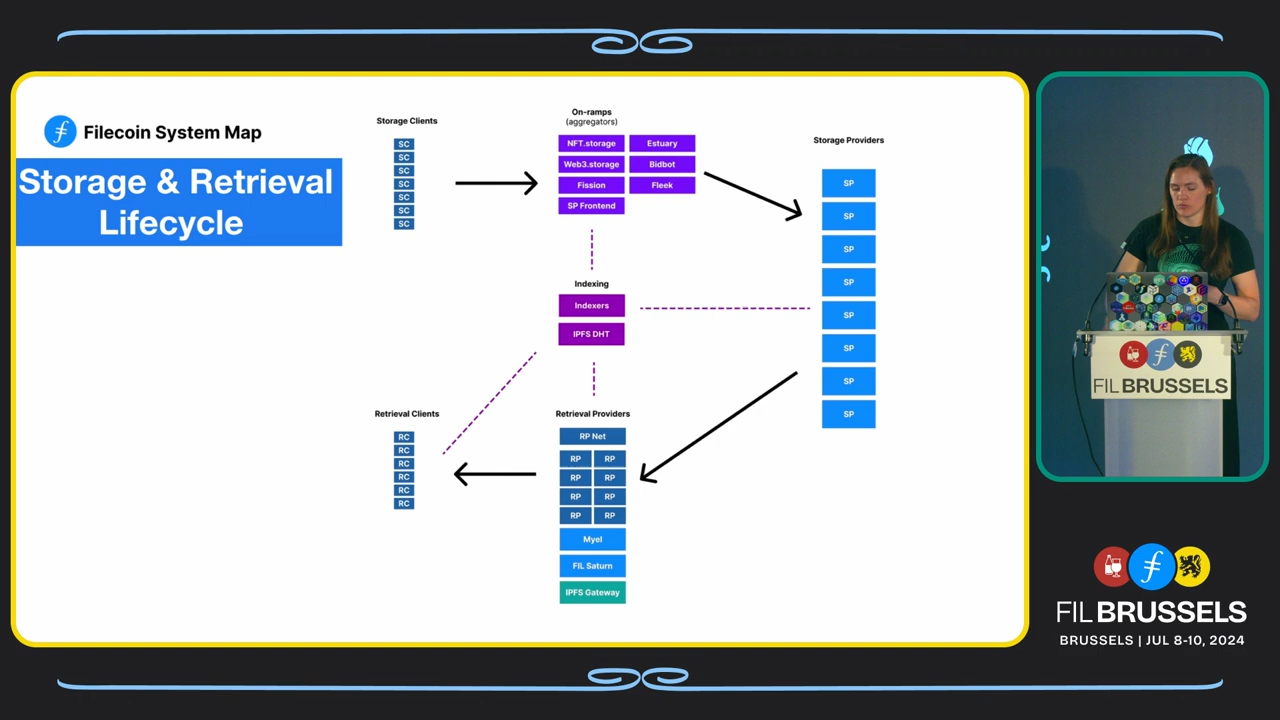 Filecoin System Map
Storage & Retrieval
Lifecycle
Storage Clients
SC
SC
SC
SC
SC
SC
SC
On-ramps
(aggregators)
NFT.storage
Estuary
Web3.storage
Bidbot
Fission
Fleek
SP Frontend
Storage Providers
SP
SP
SP
SP
SP
SP
SP
SP
Indexing
Indexers
IPFS DHT
Retrieval Clients
RC
RC
RC
RC
RC
RC
Retrieval Providers
RP Net
RP RP
RP RP
RP RP
RP RP
Myel
FIL Saturn
IPFS Gateway
FIL BRUSSELS
FIL BRUSSELS
BRUSSELS | JUL 8-10, 2024